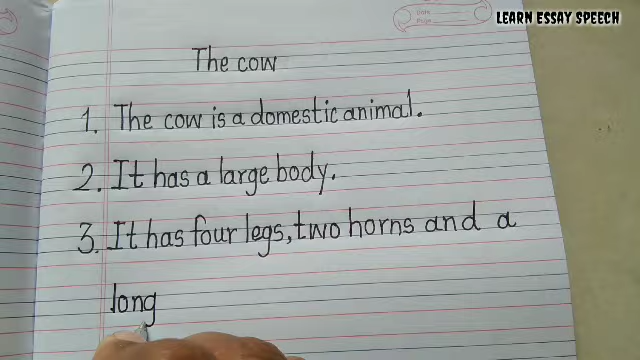 LEARN ESSAY SPEECH
The cow
1. The cow is a domestic animal.
2. It has a large body.
3. It has four legs, two horns and a
long